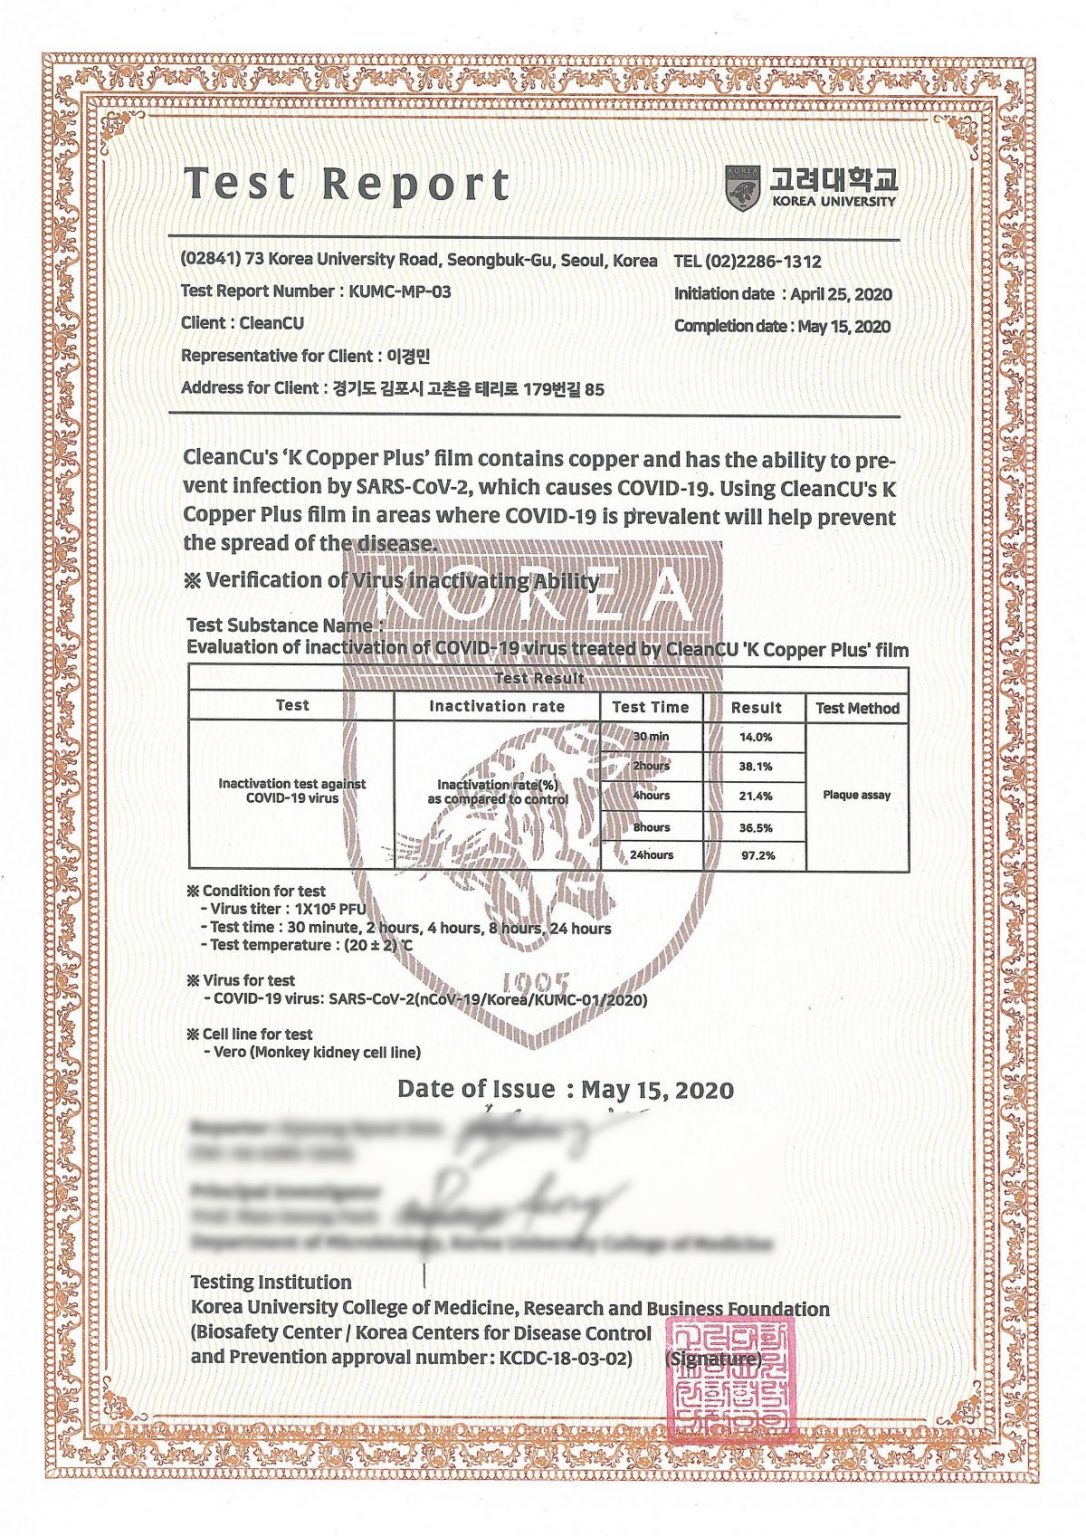 Test Report
고려대학교
KOREA UNIVERSITY
(02841) 73 Korea University Road, Seongbuk-Gu, Seoul, Korea TEL (02)2286-1312
Test Report Number : KUMC-MP-03
Initiation date : April 25, 2020
Client : CleanCU
Completion date : May 15, 2020
Representative for Client : 이경민
Address for Client : 경기도 김포시 고촌읍 태리로 179번길 85
CleanCu's ‘K Copper Plus’ film contains copper and has the ability to pre-
vent infection by SARS-CoV-2, which causes COVID-19. Using CleanCU's K
Copper Plus film in areas where COVID-19 is prevalent will help prevent
the spread of the disease.
※ Verification of Virus inactivating Ability
KOREA
Test Substance Name :
Evaluation of inactivation of COVID-19 virus treated by CleanCU 'K Copper Plus' film
Test Result
Test Inactivation rate Test Time Result Test Method
30 min 14.0%
2hours 38.1%
Inactivation test against
COVID-19 virus
Inactivation rate(%)
as compared to control
4hours 21.4%
Plaque assay
8hours 36.5%
24hours 97.2%
※ Condition for test
- Virus titer : 1X10⁵ PFU
- Test time : 30 minute, 2 hours, 4 hours, 8 hours, 24 hours
- Test temperature : (20 ± 2) ℃
1905
※ Virus for test
- COVID-19 virus: SARS-CoV-2(nCoV-19/Korea/KUMC-01/2020)
※ Cell line for test
- Vero (Monkey kidney cell line)
Date of Issue : May 15, 2020
Testing Institution
Korea University College of Medicine, Research and Business Foundation
(Biosafety Center / Korea Centers for Disease Control
and Prevention approval number: KCDC-18-03-02) (Signature)